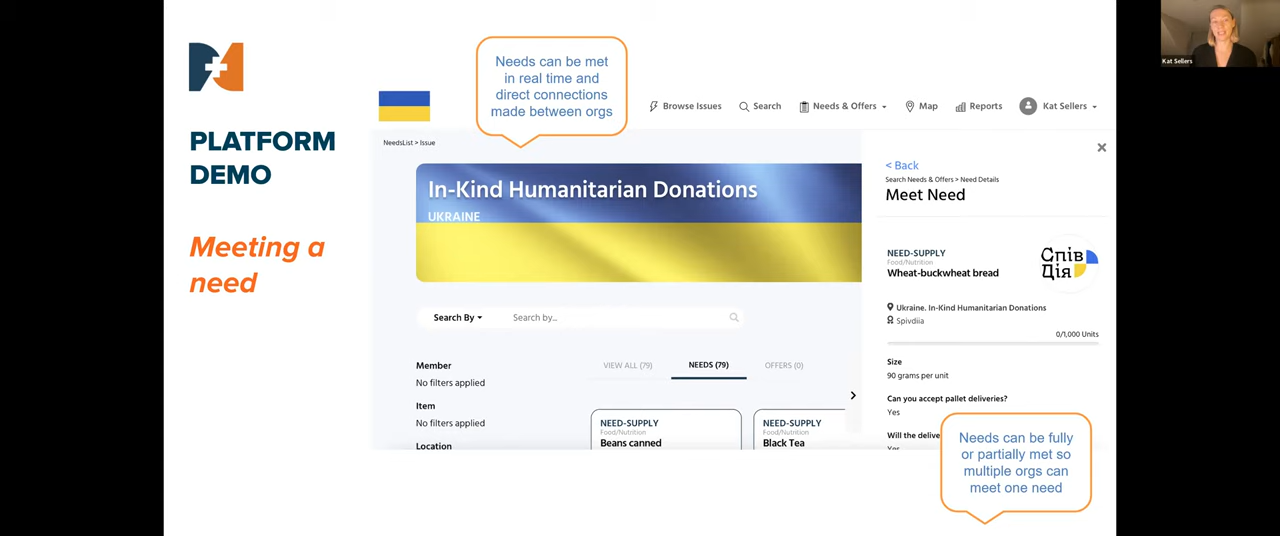 PLATFORM
DEMO
Meeting a
need
Needs can be met
in real time and
direct connections
made between orgs
Browse Issues
Search
Needs & Offers
Map
Reports
Kat Sellers
NeedsList > Issue
In-Kind Humanitarian Donations
UKRAINE
Search By
Search by...
Member
No filters applied
Item
No filters applied
Location
VIEW ALL (79)
NEEDS (79)
OFFERS (0)
NEED-SUPPLY
Food/Nutrition
Beans canned
NEED-SUPPLY
Food/Nutrition
Black Tea
< Back
Search Needs & Offers > Need Details
Meet Need
NEED-SUPPLY
Food/Nutrition
Wheat-buckwheat bread
Спів
Дія
Ukraine. In-Kind Humanitarian Donations
Spivdiia
0/1,000 Units
Size
90 grams per unit
Can you accept pallet deliveries?
Yes
Will the delive
Yes
Needs can be fully
or partially met so
multiple orgs can
meet one need
Kat Sellers